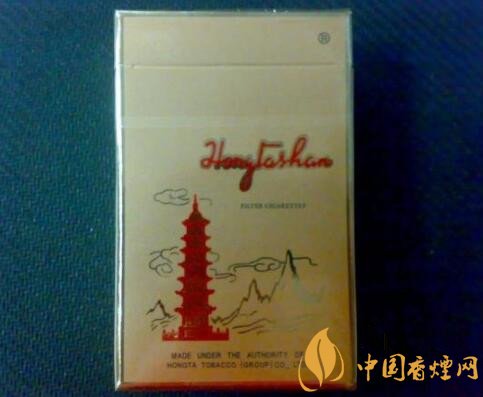 ®
Hongtashan
FILTER CIGARETTES
MADE UNDER THE AUTHORITY OF
HONGTA TOBACCO (GROUP) CO., L
中国香烟网